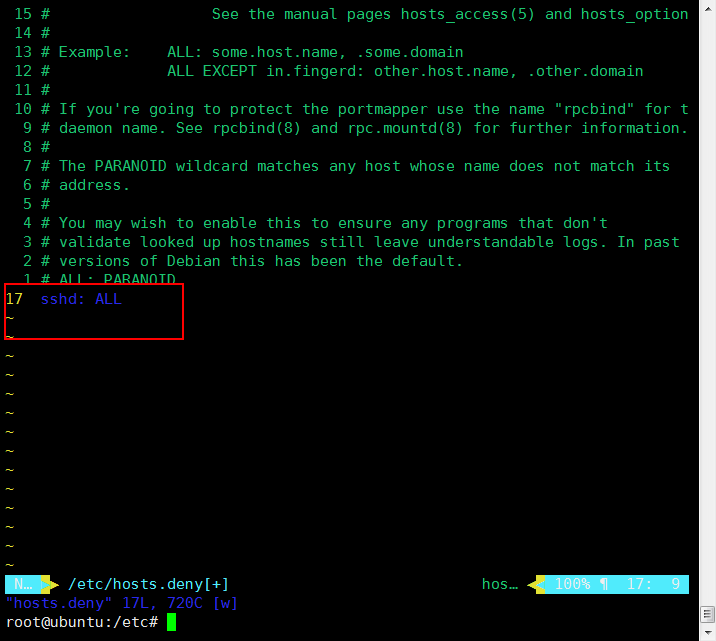 15 #                  See the manual pages hosts_access(5) and hosts_option
14 #
13 # Example:    ALL: some.host.name, .some.domain
12 #             ALL EXCEPT in.fingerd: other.host.name, .other.domain
11 #
10 # If you're going to protect the portmapper use the name "rpcbind" for t
9 # daemon name. See rpcbind(8) and rpc.mountd(8) for further information.
8 #
7 # The PARANOID wildcard matches any host whose name does not match its
6 # address.
5 #
4 # You may wish to enable this to ensure any programs that don't
3 # validate looked up hostnames still leave understandable logs. In past
2 # versions of Debian this has been the default.
1 # ALL: PARANOID
17  sshd: ALL
~
~
~
~
~
~
~
~
~
~
~
~
~
~
N… /etc/hosts.deny[+] hos… 100% ¶ 17: 9
"hosts.deny" 17L, 720C [w]
root@ubuntu:/etc#